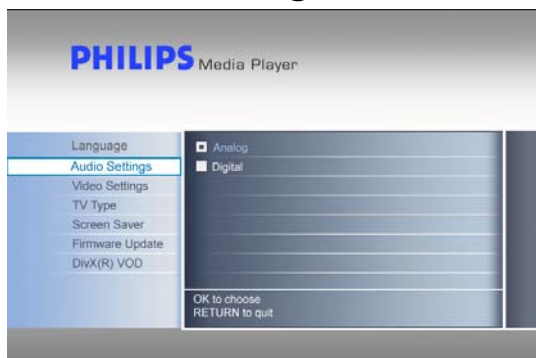 PHILIPS Media Player
Language
Audio Settings
Video Settings
TV Type
Screen Saver
Firmware Update
DivX(R) VOD
Analog
Digital
OK to choose
RETURN to quit